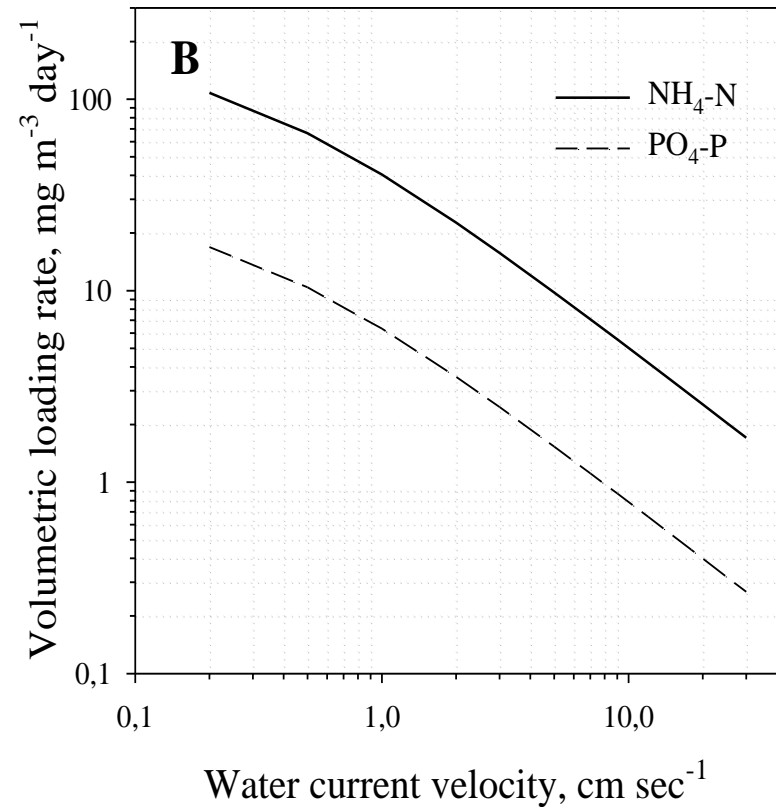 B
NH₄-N
PO₄-P
Volumetric loading rate, mg m⁻³ day⁻¹
100
10
1
0,1
0,1
1,0
10,0
Water current velocity, cm sec⁻¹